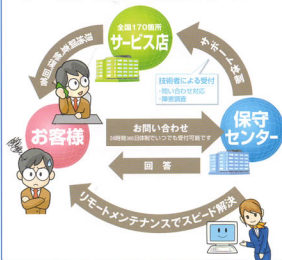 全国170箇所
サービス店
サポート
技術者による受付
・問い合わせ対応
・障害調査
お客様
お問い合わせ
24時間365日体制でいつでも受付可能です
保守
センター
回答
リモートメンテナンスでスピード解決